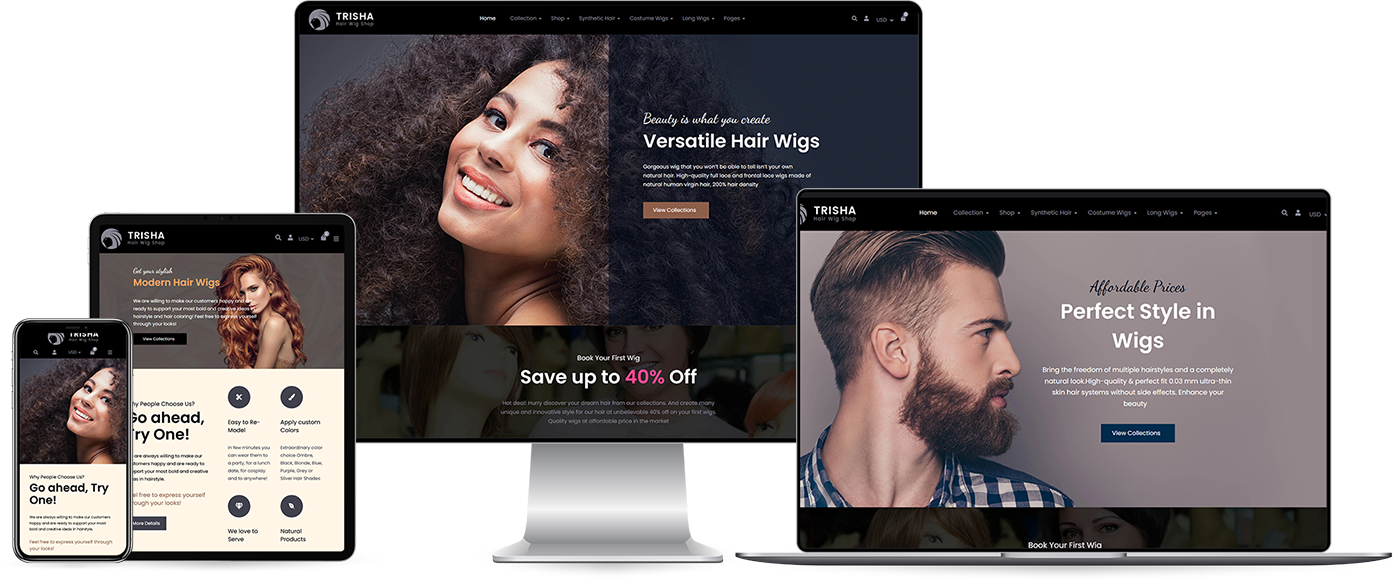 TRISHA
Hair Wig Shop
Home Collection Shop Synthetic Hair Costume Wigs Long Wigs Pages
USD
Beauty is what you create
Versatile Hair Wigs
Gorgeous wig that you won't be able to tell isn't your own
natural hair. High-quality full lace and frontal lace wigs made of
natural human virgin hair, 200% hair density
View Collections
Book Your First Wig
Save up to 40% Off
Hot deal! Hurry discover your dream hair from our collections. And create many
unique and innovative style for our hair at unbelievable 40% off on your first wigs.
Quality wigs at affordable price in the market
TRISHA
Hair Wig Shop
Home Collection Shop Synthetic Hair Costume Wigs Long Wigs Pages
USD
Affordable Prices
Perfect Style in
Wigs
Bring the freedom of multiple hairstyles and a completely
natural look.High-quality & perfect fit 0.03 mm ultra-thin
skin hair systems without side effects. Enhance your
beauty
View Collections
Book Your First Wig
TRISHA
Hair Wig Shop
USD
Get your stylish
Modern Hair Wigs
We are willing to make our customers happy and are
ready to support your most bold and creative ideas in
hairstyle and hair coloring! Feel free to express yourself
through your looks!
View Collections
hy People Choose Us?
Go ahead,
Try One!
are always willing to make our
customers happy and are ready to
support your most bold and creative
ideas in hairstyle.
eel free to express yourself
hrough your looks!
More Details
Easy to Re-
Model
In few minutes you
can wear them to
a party, for a lunch
date, for cosplay
and to anywhere!
Apply custom
Colors
Extraordinary color
choice Ombre,
Black, Blonde, Blue,
Purple, Grey or
Silver Hair Shades
We love to
Serve
Natural
Products
TRISHA
Hair Wig Shop
USD
Why People Choose Us?
Go ahead, Try
One!
We are always willing to make our customers
happy and are ready to support your most
bold and creative ideas in hairstyle.
Feel free to express yourself through
your looks!